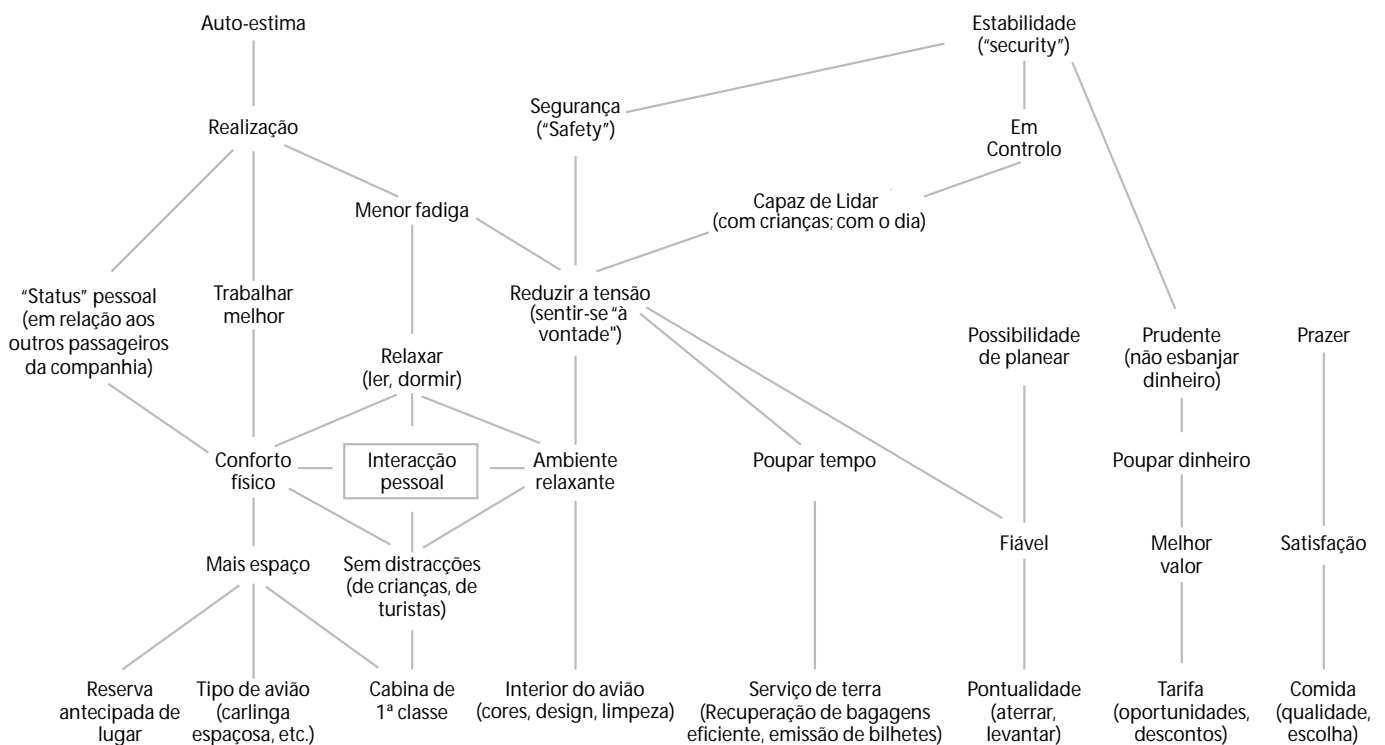 Auto-estima
Estabilidade
("security")
Segurança
("Safety")
Realização
Em
Controlo
Menor fadiga
Capaz de Lidar
(com crianças; com o dia)
"Status" pessoal
(em relação aos
outros passageiros
da companhia)
Trabalhar
melhor
Reduzir a tensão
(sentir-se "à
vontade")
Relaxar
(ler, dormir)
Possibilidade
de planear
Prudente
(não esbanjar
dinheiro)
Prazer
Conforto
físico
Interacção
pessoal
Ambiente
relaxante
Poupar tempo
Poupar dinheiro
Mais espaço
Sem distracções
(de crianças, de
turistas)
Fiável
Melhor
valor
Satisfação
Reserva
antecipada de
lugar
Tipo de avião
(carlinga
espaçosa, etc.)
Cabina de
1ª classe
Interior do avião
(cores, design, limpeza)
Serviço de terra
(Recuperação de bagagens
eficiente, emissão de bilhetes)
Pontualidade
(aterrar,
levantar)
Tarifa
(oportunidades,
descontos)
Comida
(qualidade,
escolha)